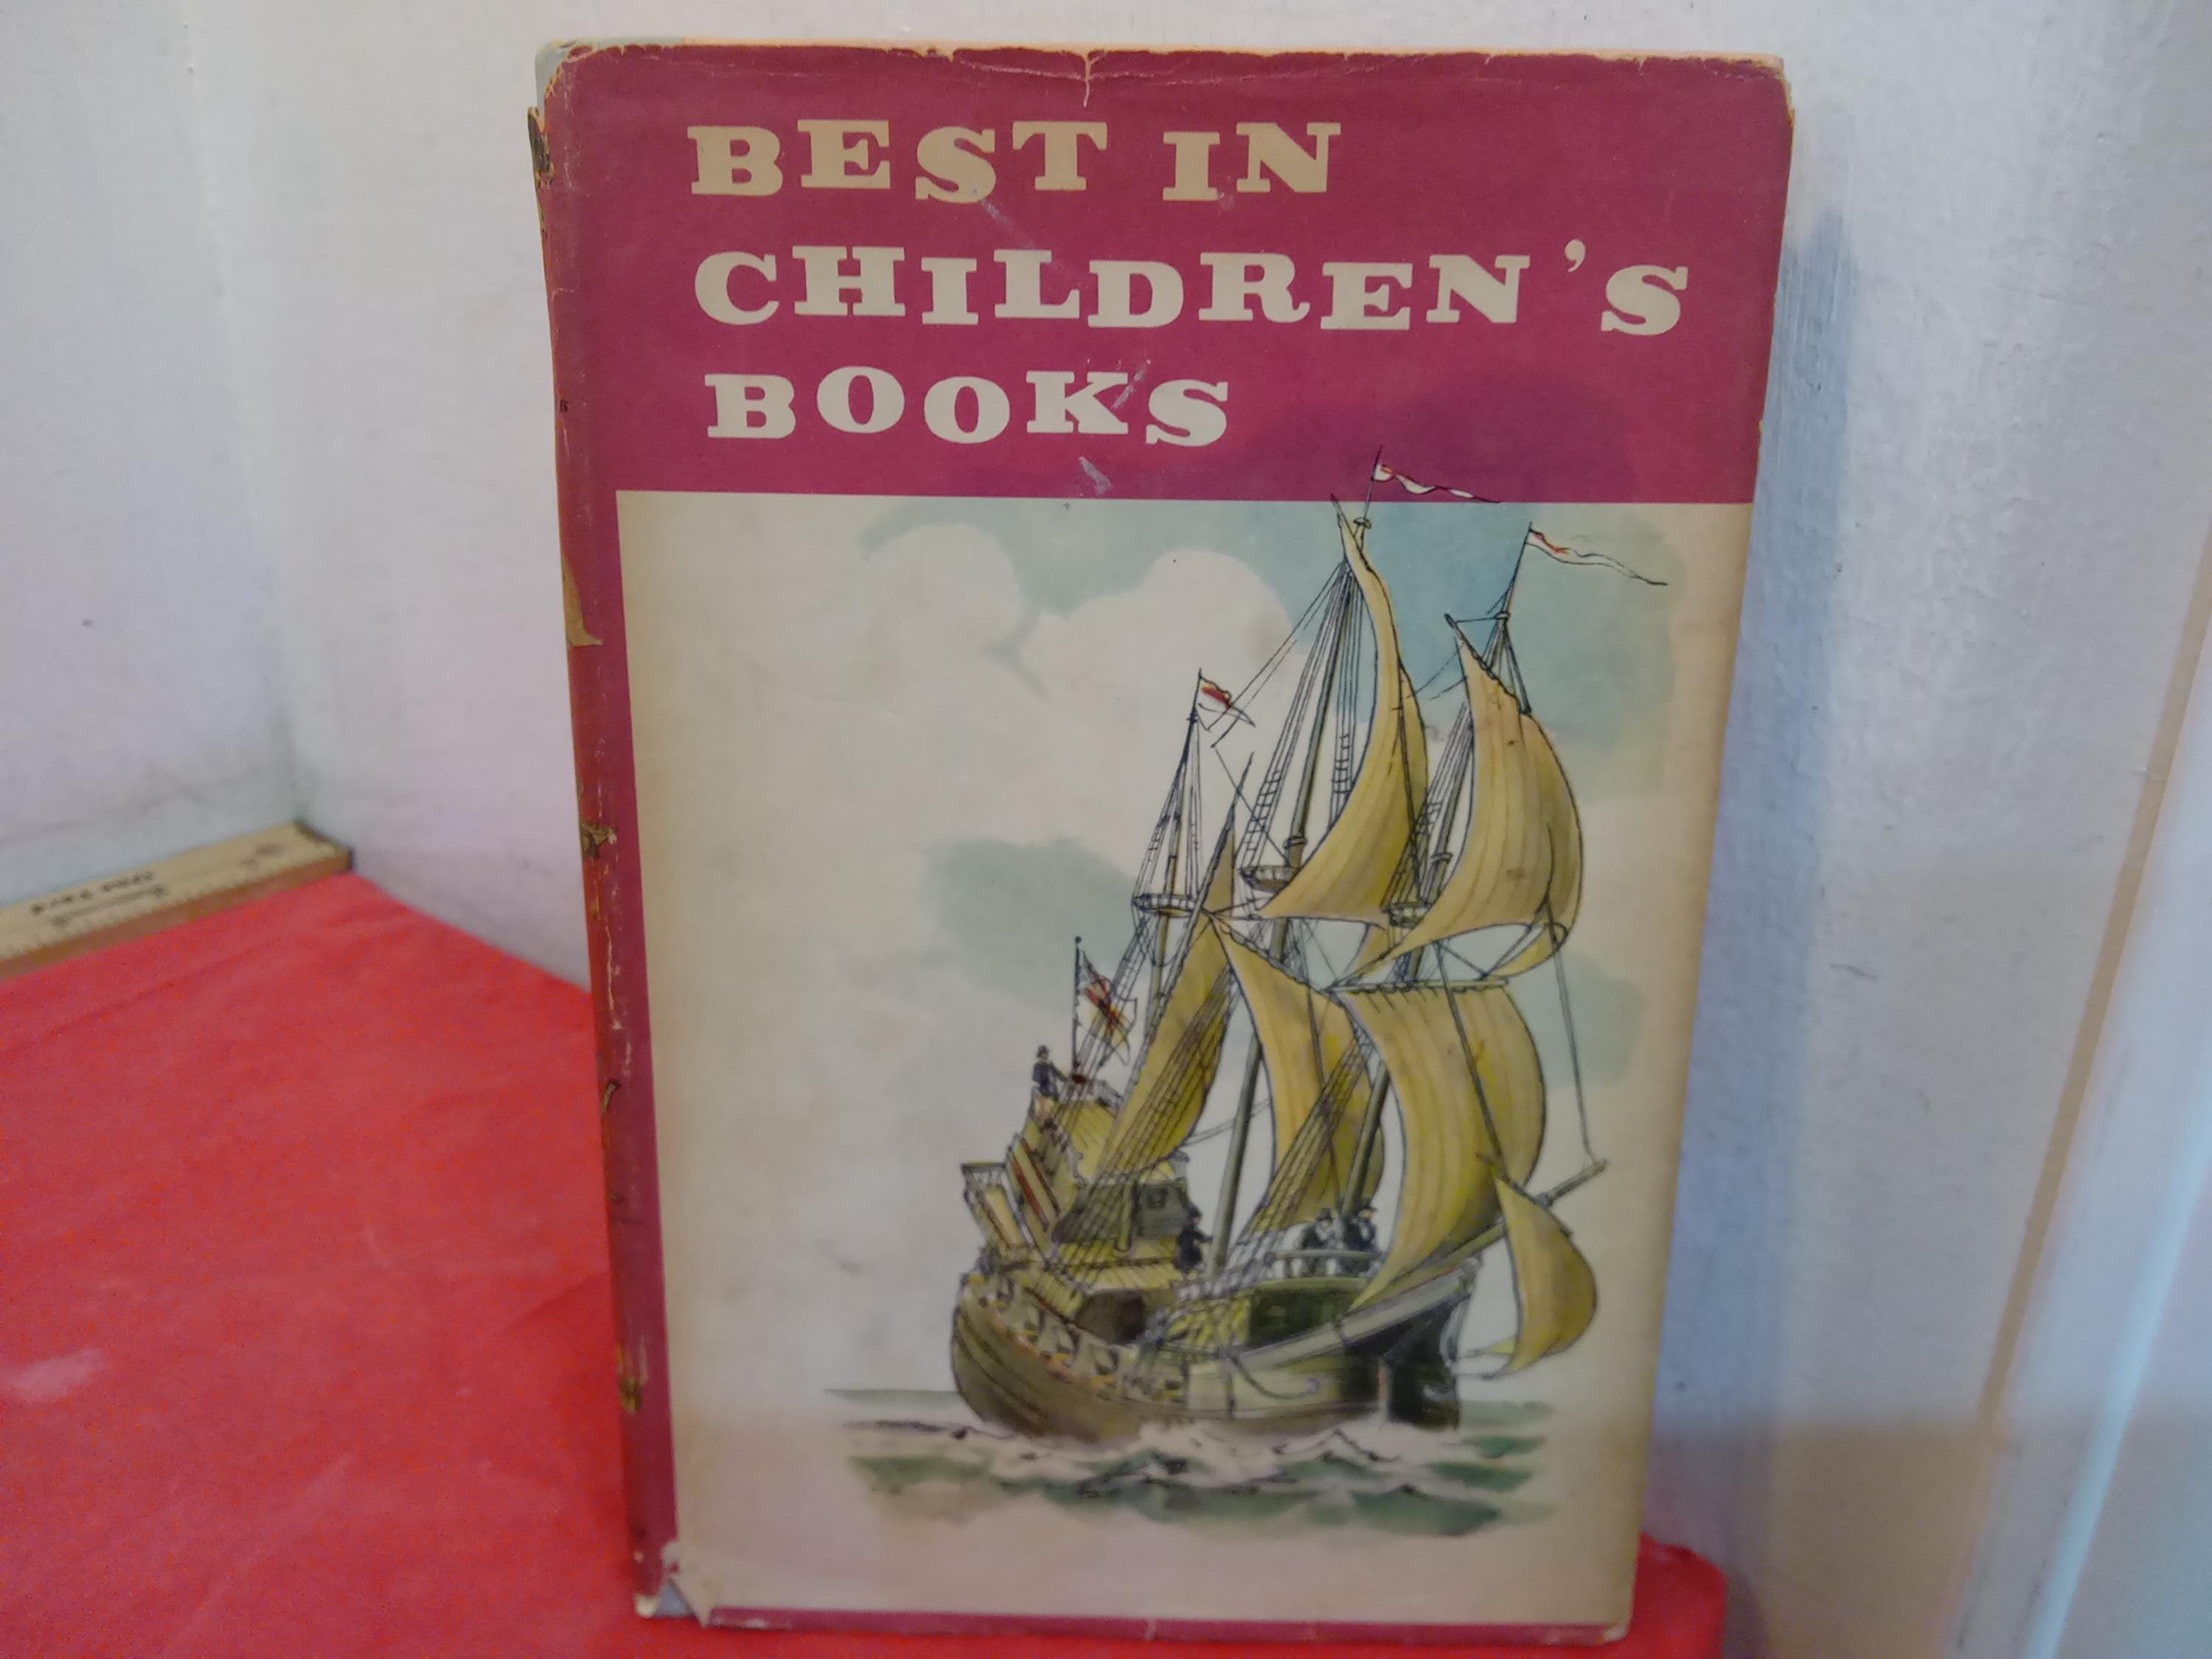 BEST IN
CHILDREN'S
BOOKS